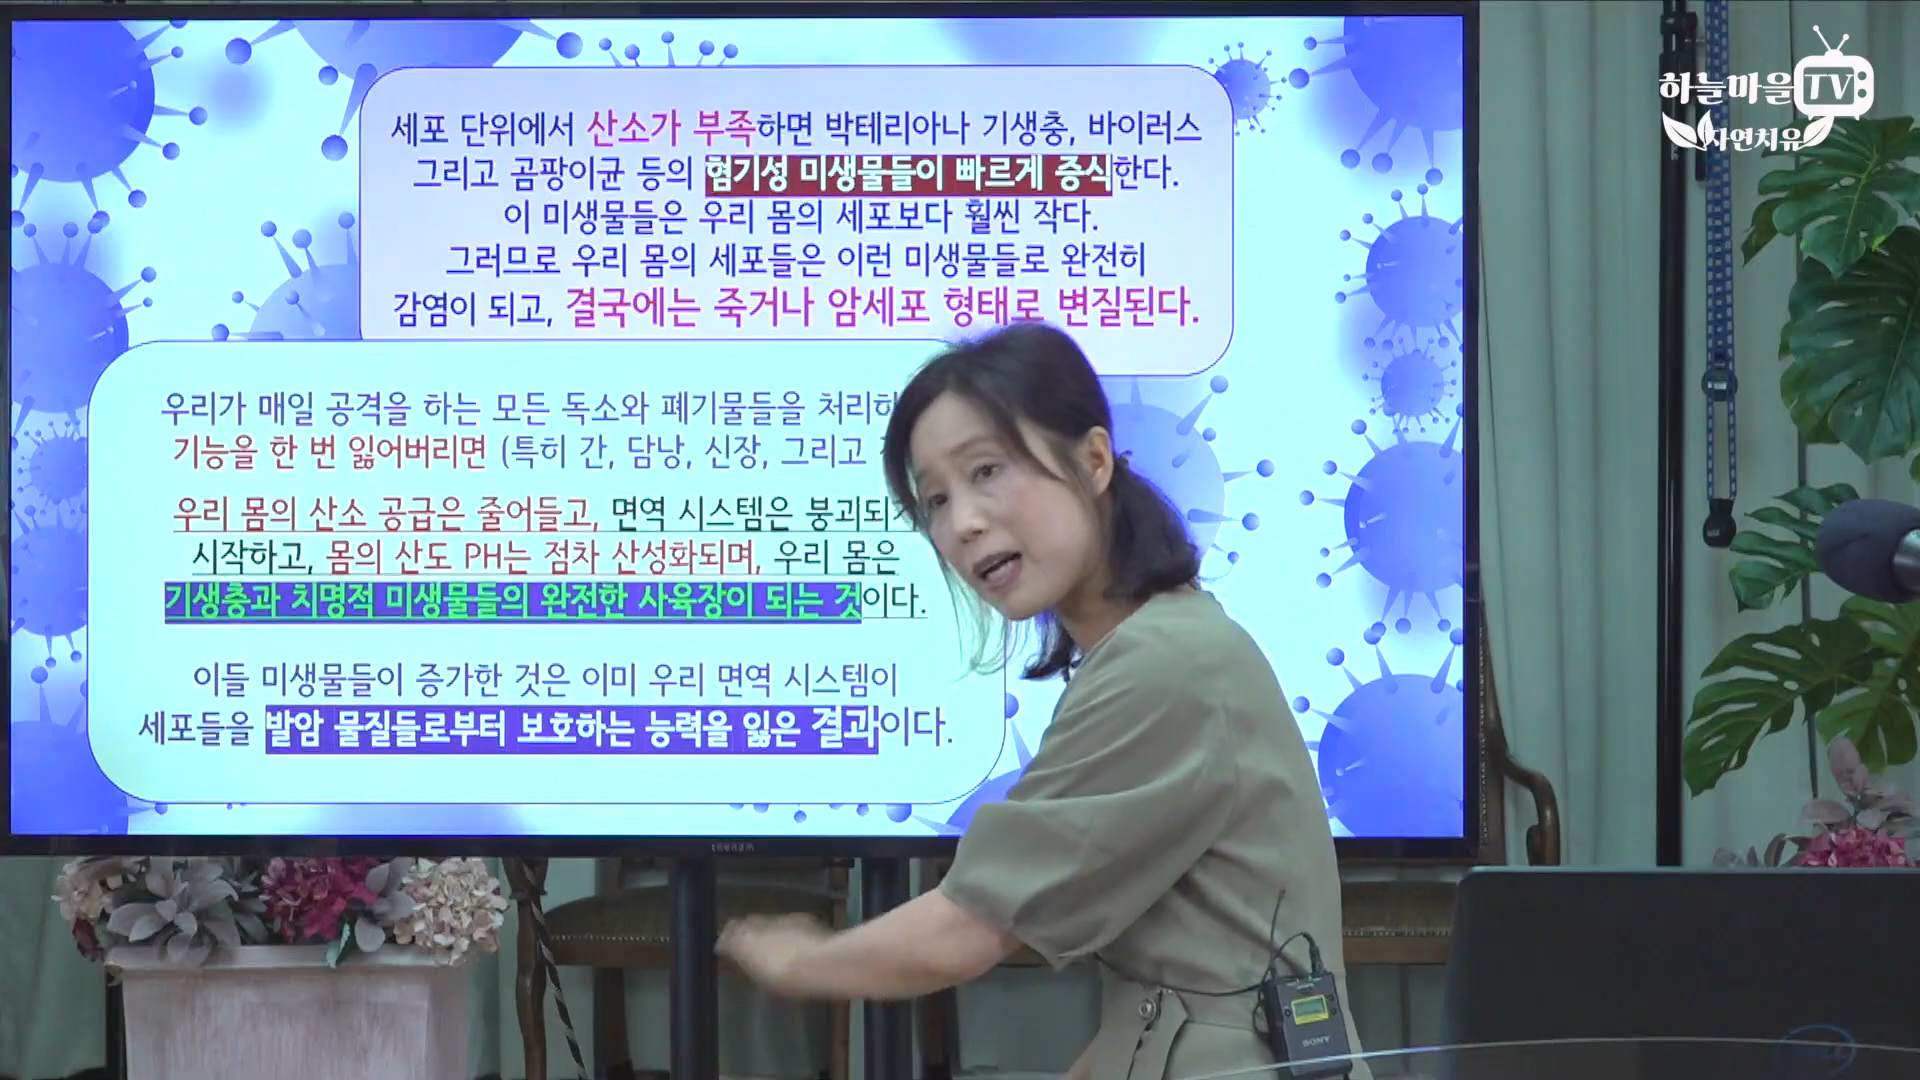 세포 단위에서 산소가 부족하면 박테리아나 기생충, 바이러스
그리고 곰팡이균 등의 혐기성 미생물들이 빠르게 증식한다.
이 미생물들은 우리 몸의 세포보다 훨씬 작다.
그러므로 우리 몸의 세포들은 이런 미생물들로 완전히
감염이 되고, 결국에는 죽거나 암세포 형태로 변질된다.
우리가 매일 공격을 하는 모든 독소와 폐기물들을
기능을 한 번 잃어버리면 (특히 간, 담낭, 신장, 그리고
우리 몸의 산소 공급은 줄어들고, 면역 시스템은
시작하고, 몸의 산도 PH는 점차 산성화되며, 우리 몸은
기생충과 치명적 미생물들의 완전한 사육장이 되는 것이다.
이들 미생물들이 증가한 것은 이미 우리 면역 시스템이
세포들을 발암 물질들로부터 보호하는 능력을 잃은 결과이다.
하늘마을 TV
자연치유
SONY